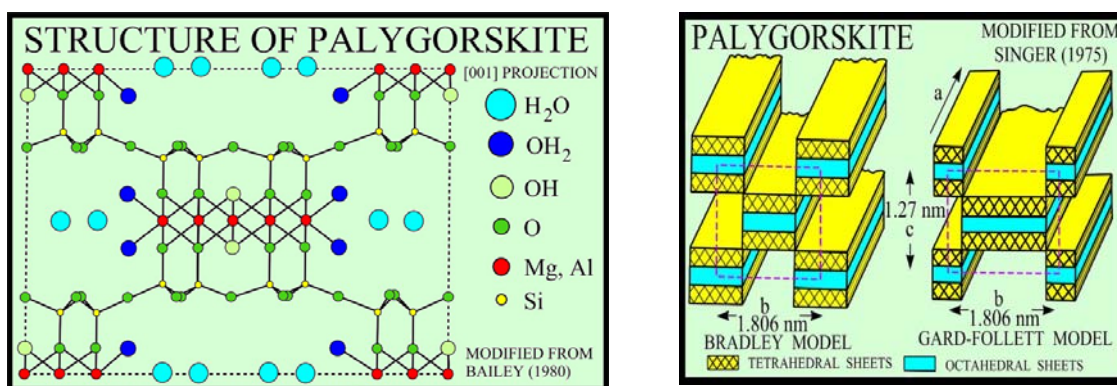 STRUCTURE OF PALYGORSKITE
[001] PROJECTION
H2O
OH2
OH
O
Mg, Al
Si
MODIFIED FROM
BAILEY (1980)
PALYGORSKITE
MODIFIED FROM
SINGER (1975)
a
1.27 nm
c
b
1.806 nm
BRADLEY MODEL
b
1.806 nm
GARD-FOLLETT MODEL
TETRAHEDRAL SHEETS
OCTAHEDRAL SHEETS